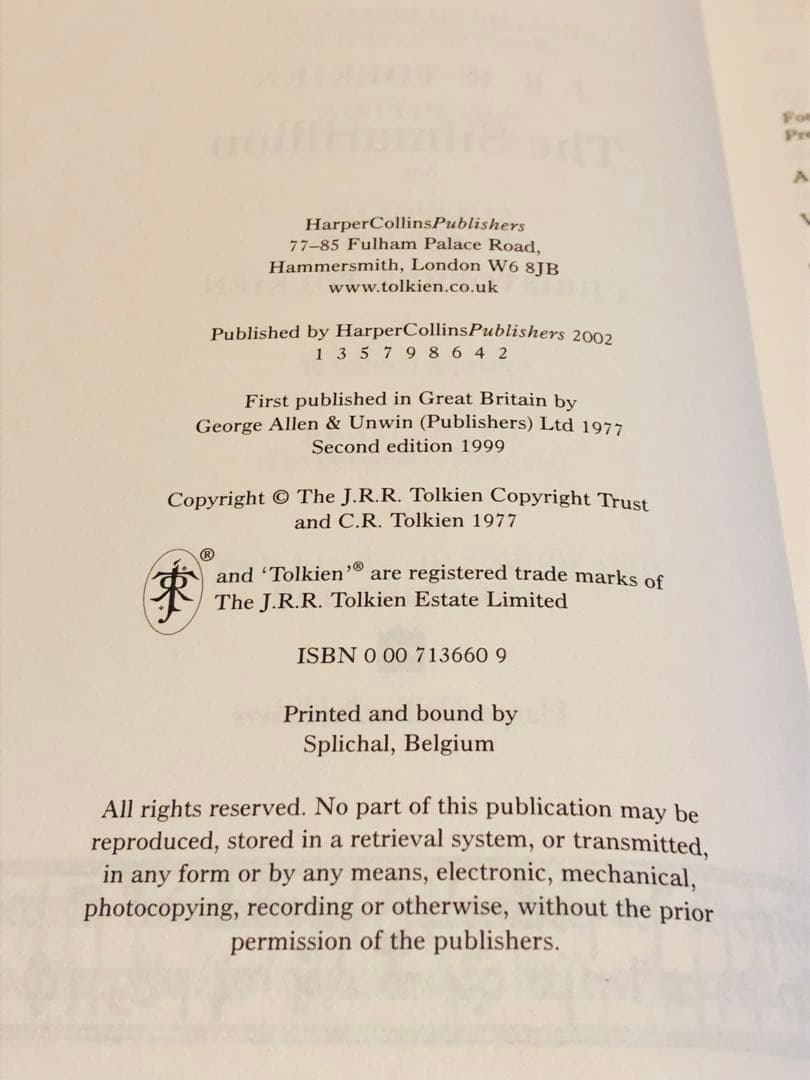 HarperCollinsPublishers
77–85 Fulham Palace Road,
Hammersmith, London W6 8JB
www.tolkien.co.uk
Published by HarperCollinsPublishers 2002
1 3 5 7 9 8 6 4 2
First published in Great Britain by
George Allen & Unwin (Publishers) Ltd 1977
Second edition 1999
Copyright © The J.R.R. Tolkien Copyright Trust
and C.R. Tolkien 1977
® and ‘Tolkien’® are registered trade marks of
The J.R.R. Tolkien Estate Limited
ISBN 0 00 713660 9
Printed and bound by
Splichal, Belgium
All rights reserved. No part of this publication may be
reproduced, stored in a retrieval system, or transmitted,
in any form or by any means, electronic, mechanical,
photocopying, recording or otherwise, without the prior
permission of the publishers.